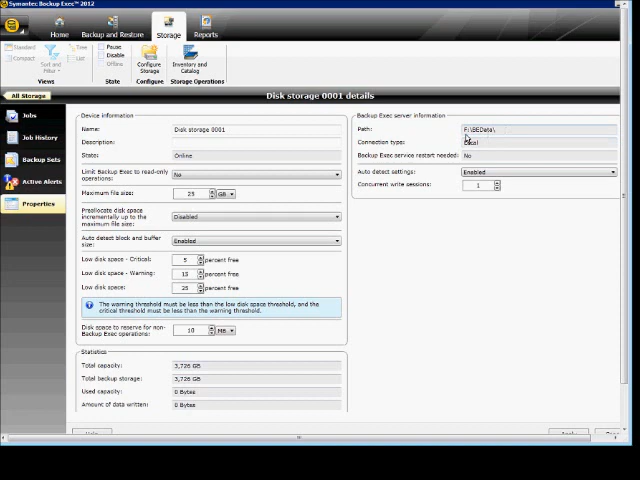 Symantec Backup Exec™ 2012
Home
Backup and Restore
Storage
Reports
Standard
Compact
Sort and
Filter
Tree
List
Views
Pause
Disable
Offline
State
Configure
Storage
Configure
Inventory and
Catalog
Storage Operations
All Storage
Disk storage 0001 details
Jobs
Job History
Backup Sets
Active Alerts
Properties
Device information
Name: Disk storage 0001
Description:
State: Online
Limit Backup Exec to read-only
operations: No
Maximum file size: 25 GB
Preallocate disk space
incrementally up to the
maximum file size: Disabled
Auto detect block and buffer
size: Enabled
Low disk space - Critical: 5 percent free
Low disk space - Warning: 15 percent free
Low disk space: 25 percent free
The warning threshold must be less than the low disk space threshold, and the
critical threshold must be less than the warning threshold.
Disk space to reserve for non-
Backup Exec operations: 10 MB
Statistics
Total capacity: 3,726 GB
Total backup storage: 3,726 GB
Used capacity: 0 Bytes
Amount of data written: 0 Bytes
Backup Exec server information
Path: F:\BEData\
Connection type: Local
Backup Exec service restart needed: No
Auto detect settings: Enabled
Concurrent write sessions: 1